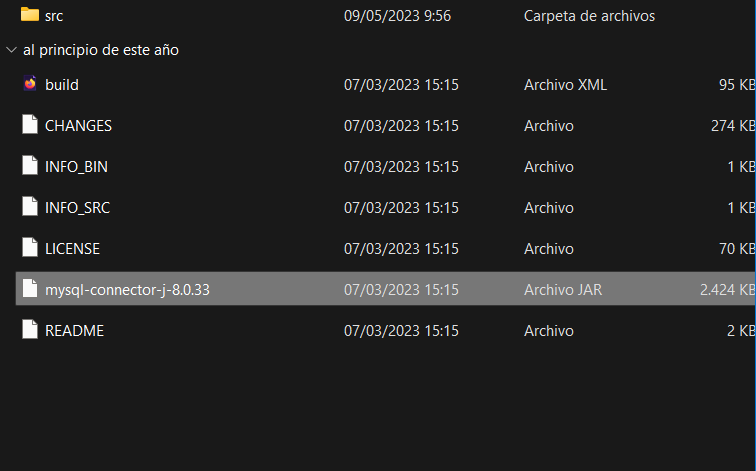 src 09/05/2023 9:56 Carpeta de archivos
al principio de este año
build 07/03/2023 15:15 Archivo XML 95 KB
CHANGES 07/03/2023 15:15 Archivo 274 KB
INFO_BIN 07/03/2023 15:15 Archivo 1 KB
INFO_SRC 07/03/2023 15:15 Archivo 1 KB
LICENSE 07/03/2023 15:15 Archivo 70 KB
mysql-connector-j-8.0.33 07/03/2023 15:15 Archivo JAR 2.424 KB
README 07/03/2023 15:15 Archivo 2 KB